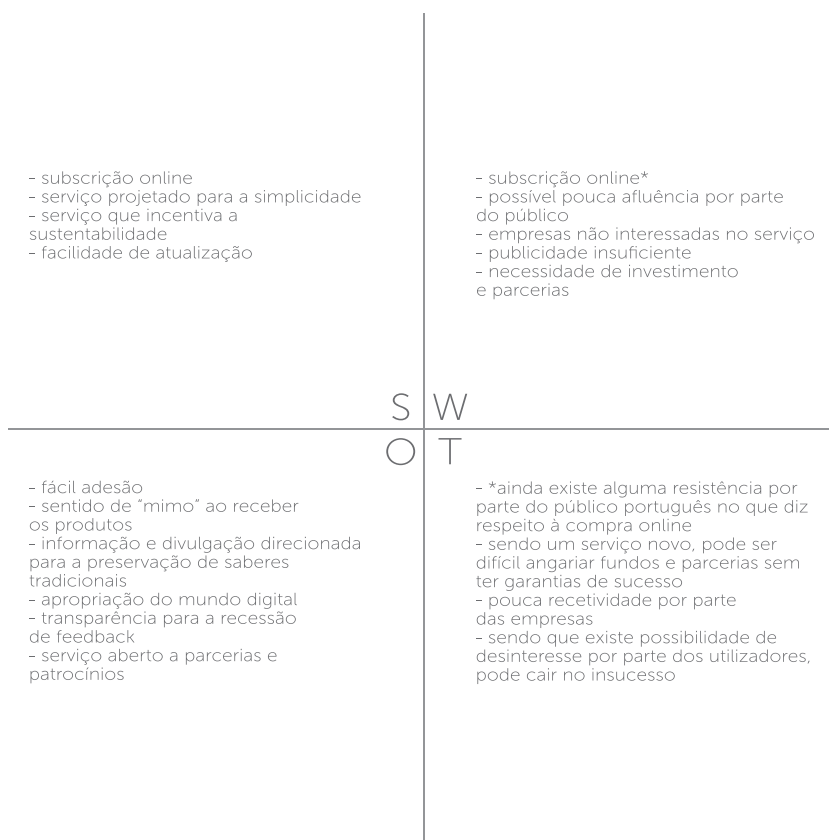 - subscrição online
- serviço projetado para a simplicidade
- serviço que incentiva a
sustentabilidade
- facilidade de atualização
- subscrição online*
- possível pouca afluência por parte
do público
- empresas não interessadas no serviço
- publicidade insuficiente
- necessidade de investimento
e parcerias
S W
O T
- fácil adesão
- sentido de “mimo” ao receber
os produtos
- informação e divulgação direcionada
para a preservação de saberes
tradicionais
- apropriação do mundo digital
- transparência para a recessão
de feedback
- serviço aberto a parcerias e
patrocínios
- *ainda existe alguma resistência por
parte do público português no que diz
respeito à compra online
- sendo um serviço novo, pode ser
difícil angariar fundos e parcerias sem
ter garantias de sucesso
- pouca recetividade por parte
das empresas
- sendo que existe possibilidade de
desinteresse por parte dos utilizadores,
pode cair no insucesso